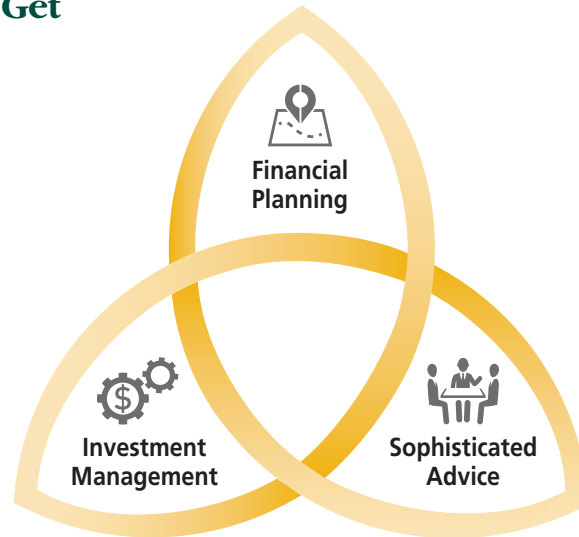 Get
Financial
Planning
$
Investment
Management
Sophisticated
Advice